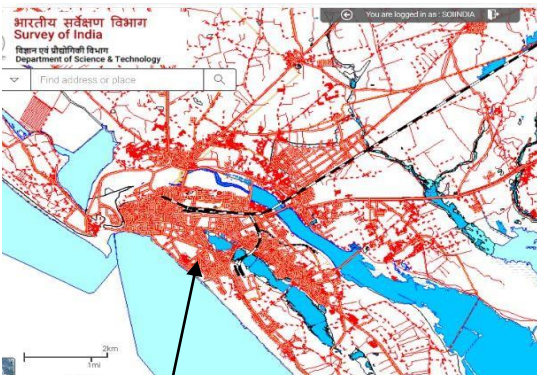 भारतीय सर्वेक्षण विभाग
Survey of India
विज्ञान एवं प्रौद्योगिकी विभाग
Department of Science & Technology
You are logged in as : SOIINDIA
Find address or place
2km
1mi